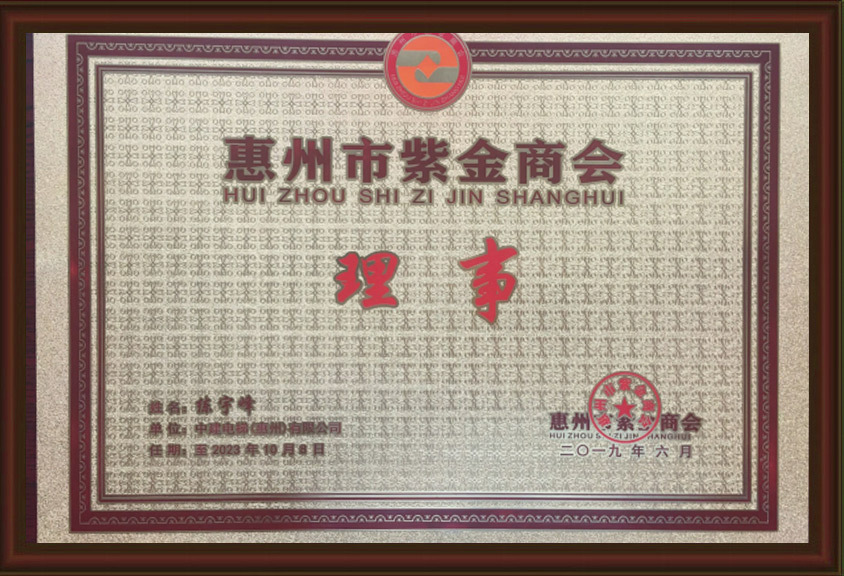 惠州市紫金商会
HUI ZHOU SHI ZI JIN SHANGHUI
理 事
姓名：练宇峰
单位：中建电梯(惠州)有限公司
任期：至2023年10月8日
惠州市紫金商会
HUI ZHOU SHI ZI JIN SHANGHUI
二〇一九年六月